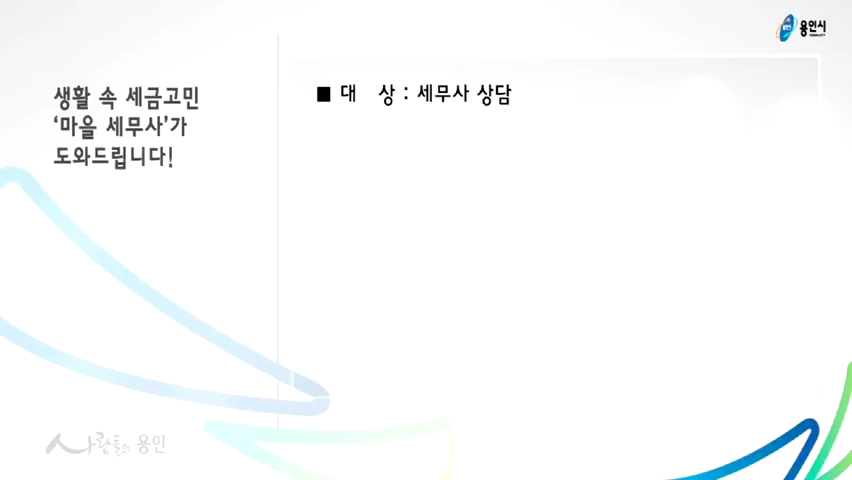 용인시
생활 속 세금고민
‘마을 세무사’가
도와드립니다!
■ 대 상 : 세무사 상담
사람들의 용인